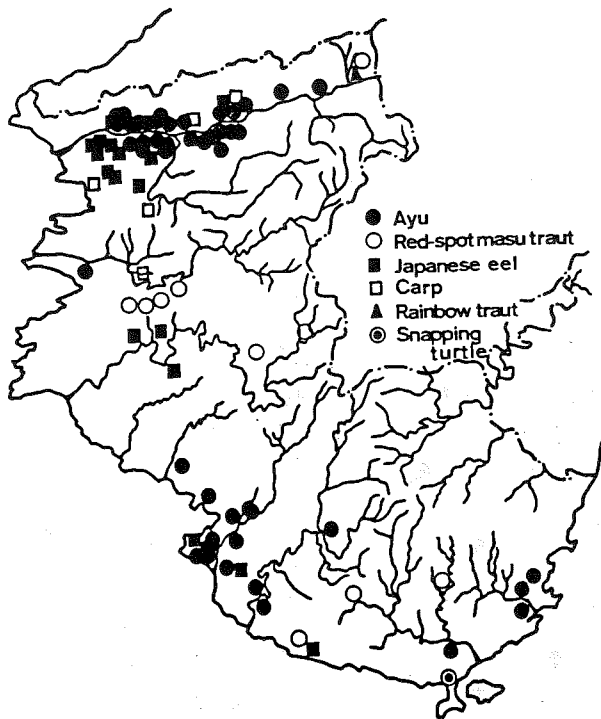 Ayu
Red-spot masu traut
Japanese eel
Carp
Rainbow traut
Snapping
turtle